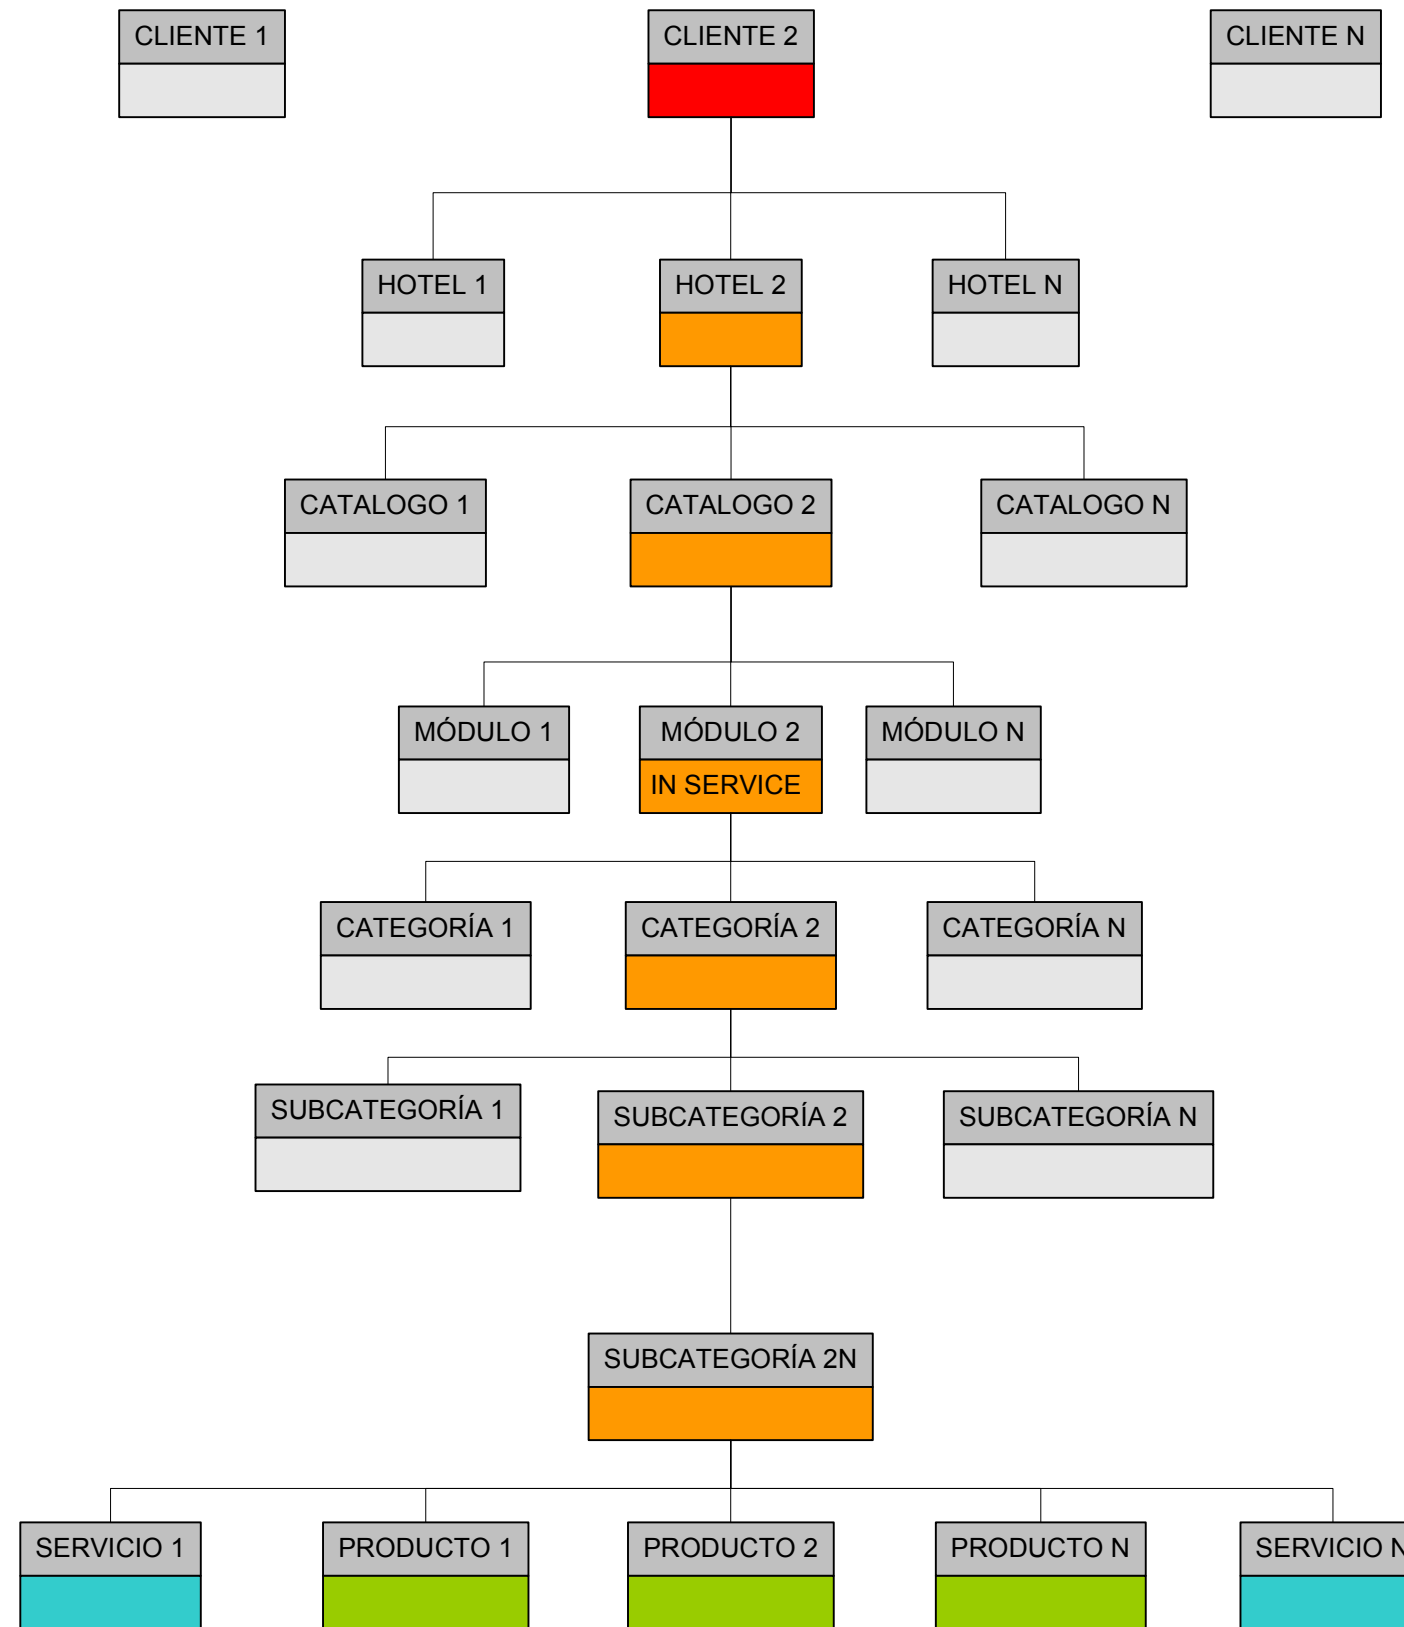 CLIENTE 1
CLIENTE 2
CLIENTE N
HOTEL 1
HOTEL 2
HOTEL N
CATALOGO 1
CATALOGO 2
CATALOGO N
MÓDULO 1
MÓDULO 2
MÓDULO N
IN SERVICE
CATEGORÍA 1
CATEGORÍA 2
CATEGORÍA N
SUBCATEGORÍA 1
SUBCATEGORÍA 2
SUBCATEGORÍA N
SUBCATEGORÍA 2N
SERVICIO 1
PRODUCTO 1
PRODUCTO 2
PRODUCTO N
SERVICIO N